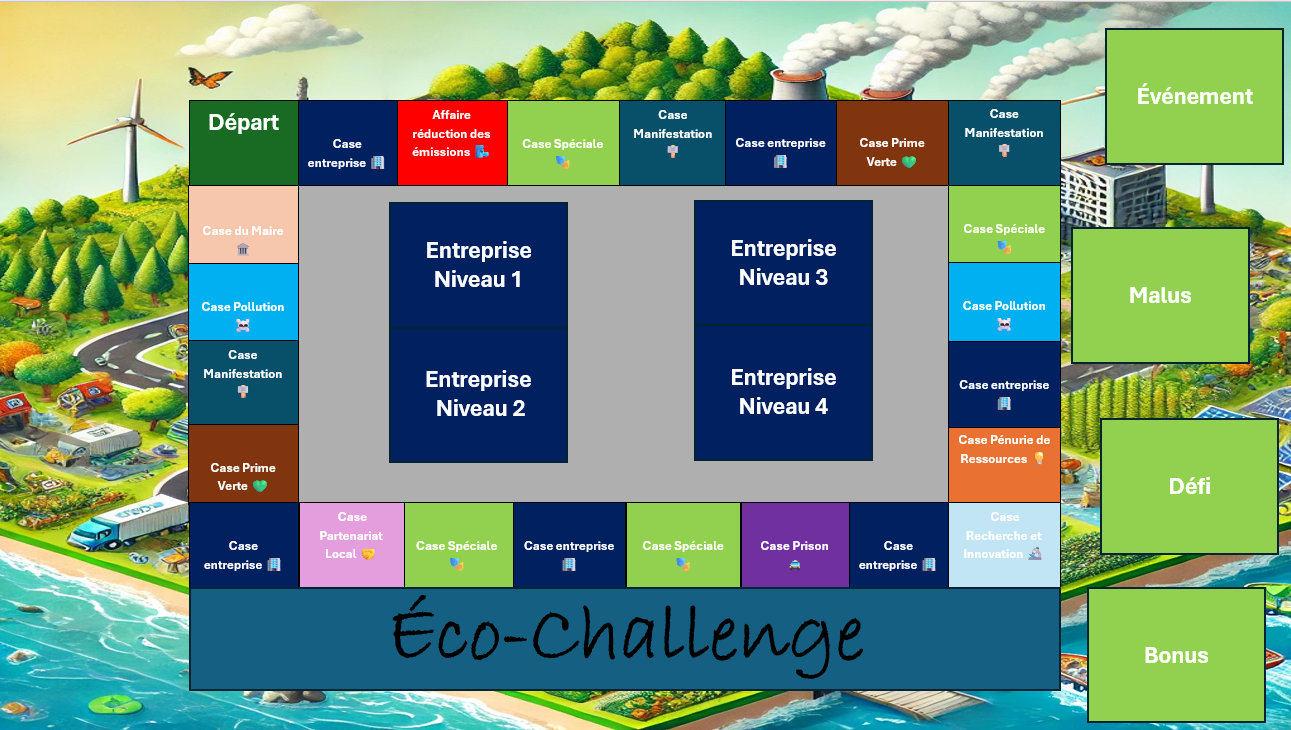 Départ
Case
entreprise
Affaire
réduction des
émissions
Case Spéciale
Case
Manifestation
Case entreprise
Case Prime
Verte
Case
Manifestation
Événement
Case du Maire
Case Spéciale
Entreprise
Niveau 1
Entreprise
Niveau 3
Malus
Case Pollution
Case Pollution
Case
Manifestation
Entreprise
Niveau 2
Entreprise
Niveau 4
Case entreprise
Case Prime
Verte
Case Pénurie de
Ressources
Défi
Case
entreprise
Case
Partenariat
Local
Case Spéciale
Case entreprise
Case Spéciale
Case Prison
Case
entreprise
Case
Recherche et
Innovation
Éco-Challenge
Bonus